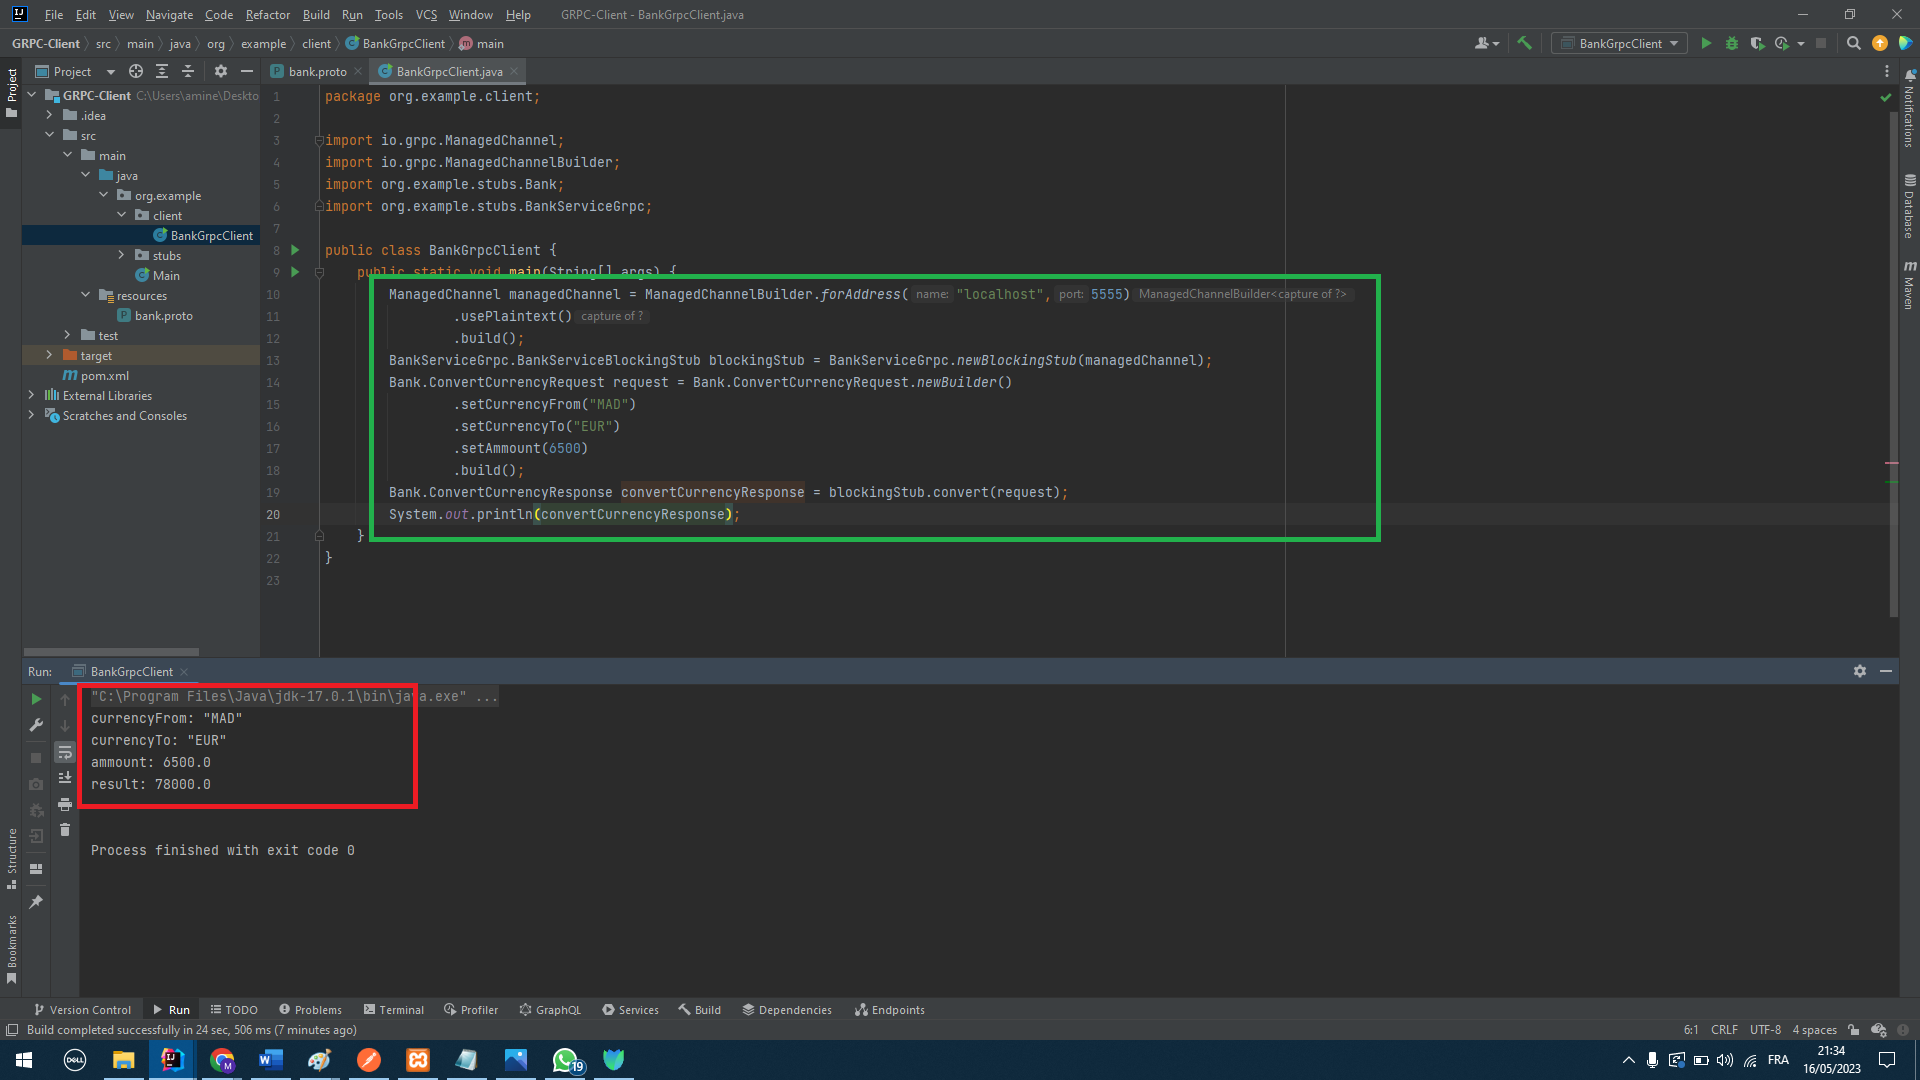 File Edit View Navigate Code Refactor Build Run Tools VCS Window Help GRPC-Client - BankGrpcClient.java
GRPC-Client src main java org example client BankGrpcClient main
BankGrpcClient
Project
bank.proto
BankGrpcClient.java
Project
GRPC-Client C:\Users\amine\Deskto
.idea
src
main
java
org.example
client
BankGrpcClient
stubs
Main
resources
bank.proto
test
target
pom.xml
External Libraries
Scratches and Consoles
1 package org.example.client;
2
3 import io.grpc.ManagedChannel;
4 import io.grpc.ManagedChannelBuilder;
5 import org.example.stubs.Bank;
6 import org.example.stubs.BankServiceGrpc;
7
8 public class BankGrpcClient {
9 public static void main(String[] args) {
10 ManagedChannel managedChannel = ManagedChannelBuilder.forAddress( name: "localhost", port: 5555) ManagedChannelBuilder<capture of ?>
11 .usePlaintext() capture of ?
12 .build();
13 BankServiceGrpc.BankServiceBlockingStub blockingStub = BankServiceGrpc.newBlockingStub(managedChannel);
14 Bank.ConvertCurrencyRequest request = Bank.ConvertCurrencyRequest.newBuilder()
15 .setCurrencyFrom("MAD")
16 .setCurrencyTo("EUR")
17 .setAmmount(6500)
18 .build();
19 Bank.ConvertCurrencyResponse convertCurrencyResponse = blockingStub.convert(request);
20 System.out.println(convertCurrencyResponse);
21 }
22 }
23
Notifications
Database
Maven
Run: BankGrpcClient
"C:\Program Files\Java\jdk-17.0.1\bin\java.exe" ...
currencyFrom: "MAD"
currencyTo: "EUR"
ammount: 6500.0
result: 78000.0
Process finished with exit code 0
Structure
Bookmarks
Version Control Run TODO Problems Terminal Profiler GraphQL Services Build Dependencies Endpoints
Build completed successfully in 24 sec, 506 ms (7 minutes ago)
6:1 CRLF UTF-8 4 spaces
DELL
M
19
FRA
21:34
16/05/2023